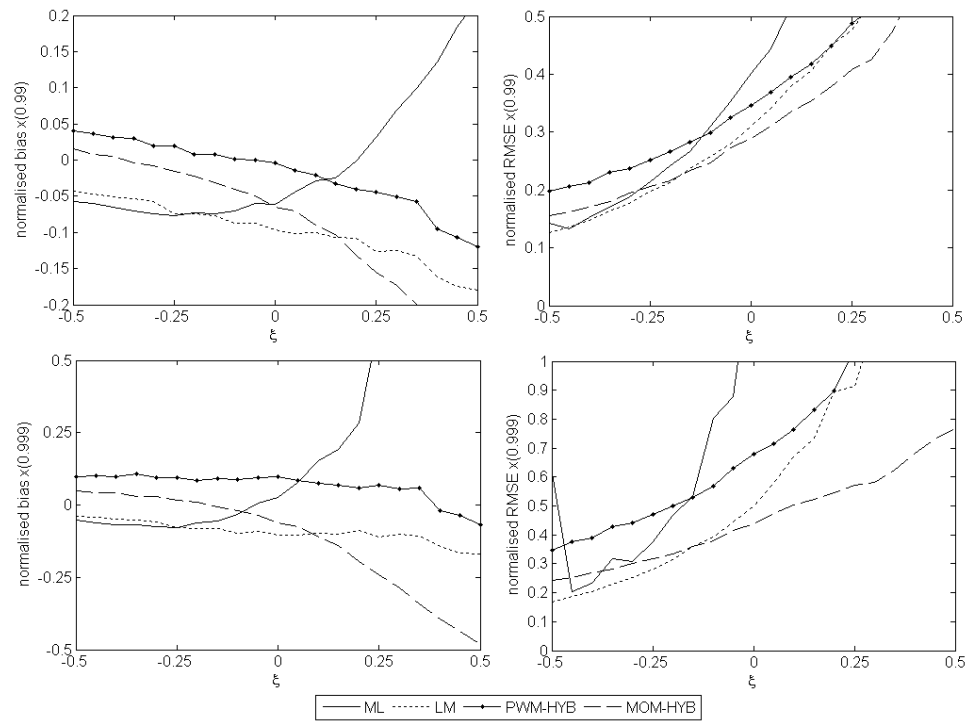 normalised bias x(0.99)
0.2
0.15
0.1
0.05
0
-0.05
-0.1
-0.15
-0.2
-0.5 -0.25 0 0.25 0.5
ξ
normalised RMSE x(0.99)
0.5
0.4
0.3
0.2
0.1
0
-0.5 -0.25 0 0.25 0.5
ξ
normalised bias x(0.999)
0.5
0.25
0
-0.25
-0.5
-0.5 -0.25 0 0.25 0.5
ξ
normalised RMSE x(0.999)
1
0.9
0.8
0.7
0.6
0.5
0.4
0.3
0.2
0.1
0
-0.5 -0.25 0 0.25 0.5
ξ
ML LM PWM-HYB MOM-HYB